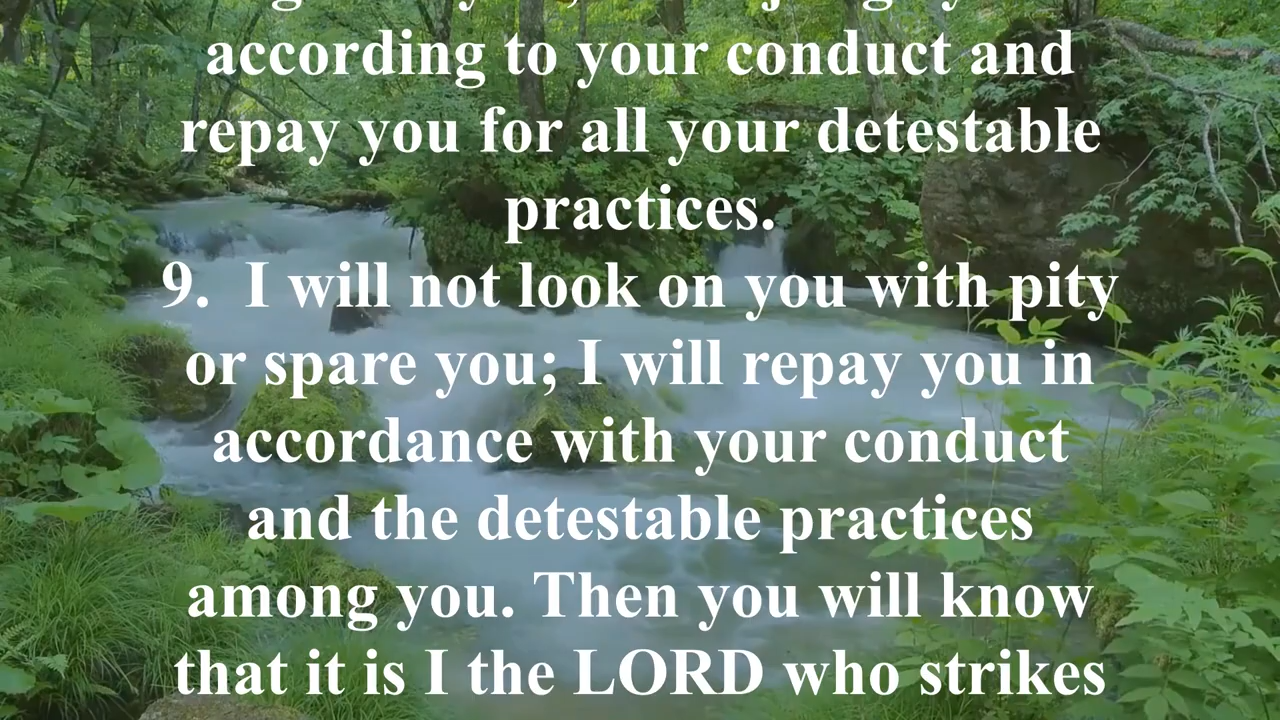 according to your conduct and
repay you for all your detestable
practices.
9. I will not look on you with pity
or spare you; I will repay you in
accordance with your conduct
and the detestable practices
among you. Then you will know
that it is I the LORD who strikes